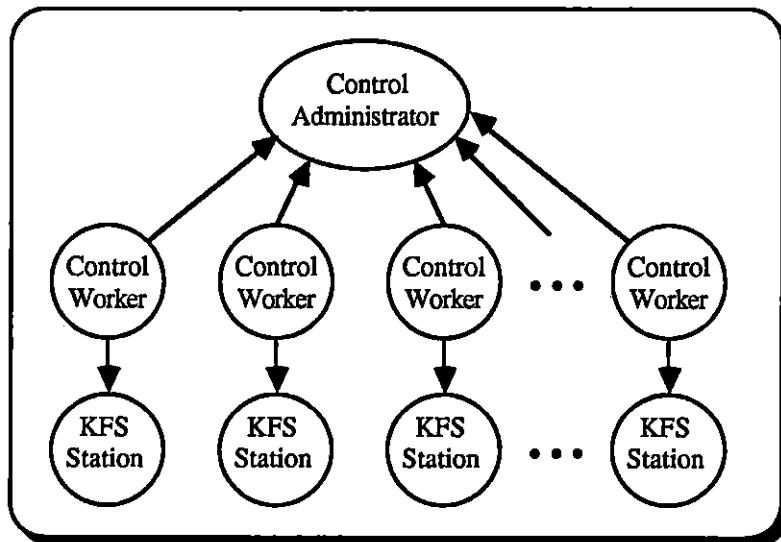 Control
Administrator
Control
Worker
Control
Worker
Control
Worker
• • •
Control
Worker
KFS
Station
KFS
Station
KFS
Station
• • •
KFS
Station